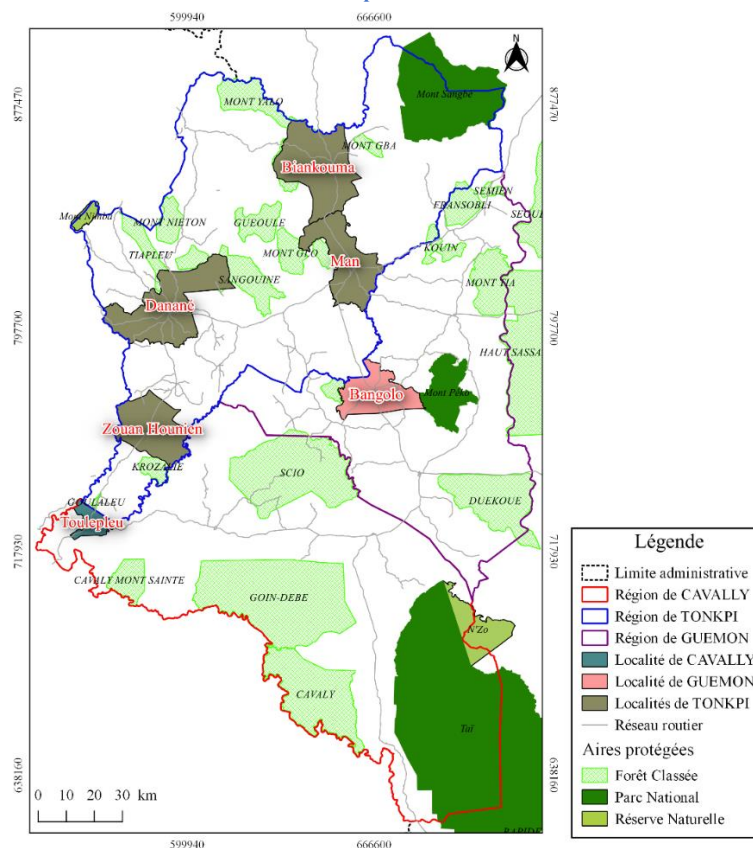 599940
666600
N
877470
877470
Mont Sangbe
MONT YALO
MONT GBA
Biankouma
SEMIEN
FRANSOBLI
Mont Nimba
MONT NIETON
GUEOULE
KOUIN
TIAPLEU
MONT GLO
Man
SANGOUINE
MONT TIA
Danané
797700
797700
HAUT SASSA
Bangolo
Mont Péko
Zouan Hounien
KROZALIE
SCIO
DUEKOUE
GOULALEU
Toulepleu
717930
717930
CAVALY MONT SAINTE
GOIN-DEBE
N'Zo
CAVALY
Taï
638160
638160
0 10 20 30 km
599940
666600
Légende
Limite administrative
Région de CAVALLY
Région de TONKPI
Région de GUEMON
Localité de CAVALLY
Localité de GUEMON
Localités de TONKPI
Réseau routier
Aires protégées
Forêt Classée
Parc National
Réserve Naturelle